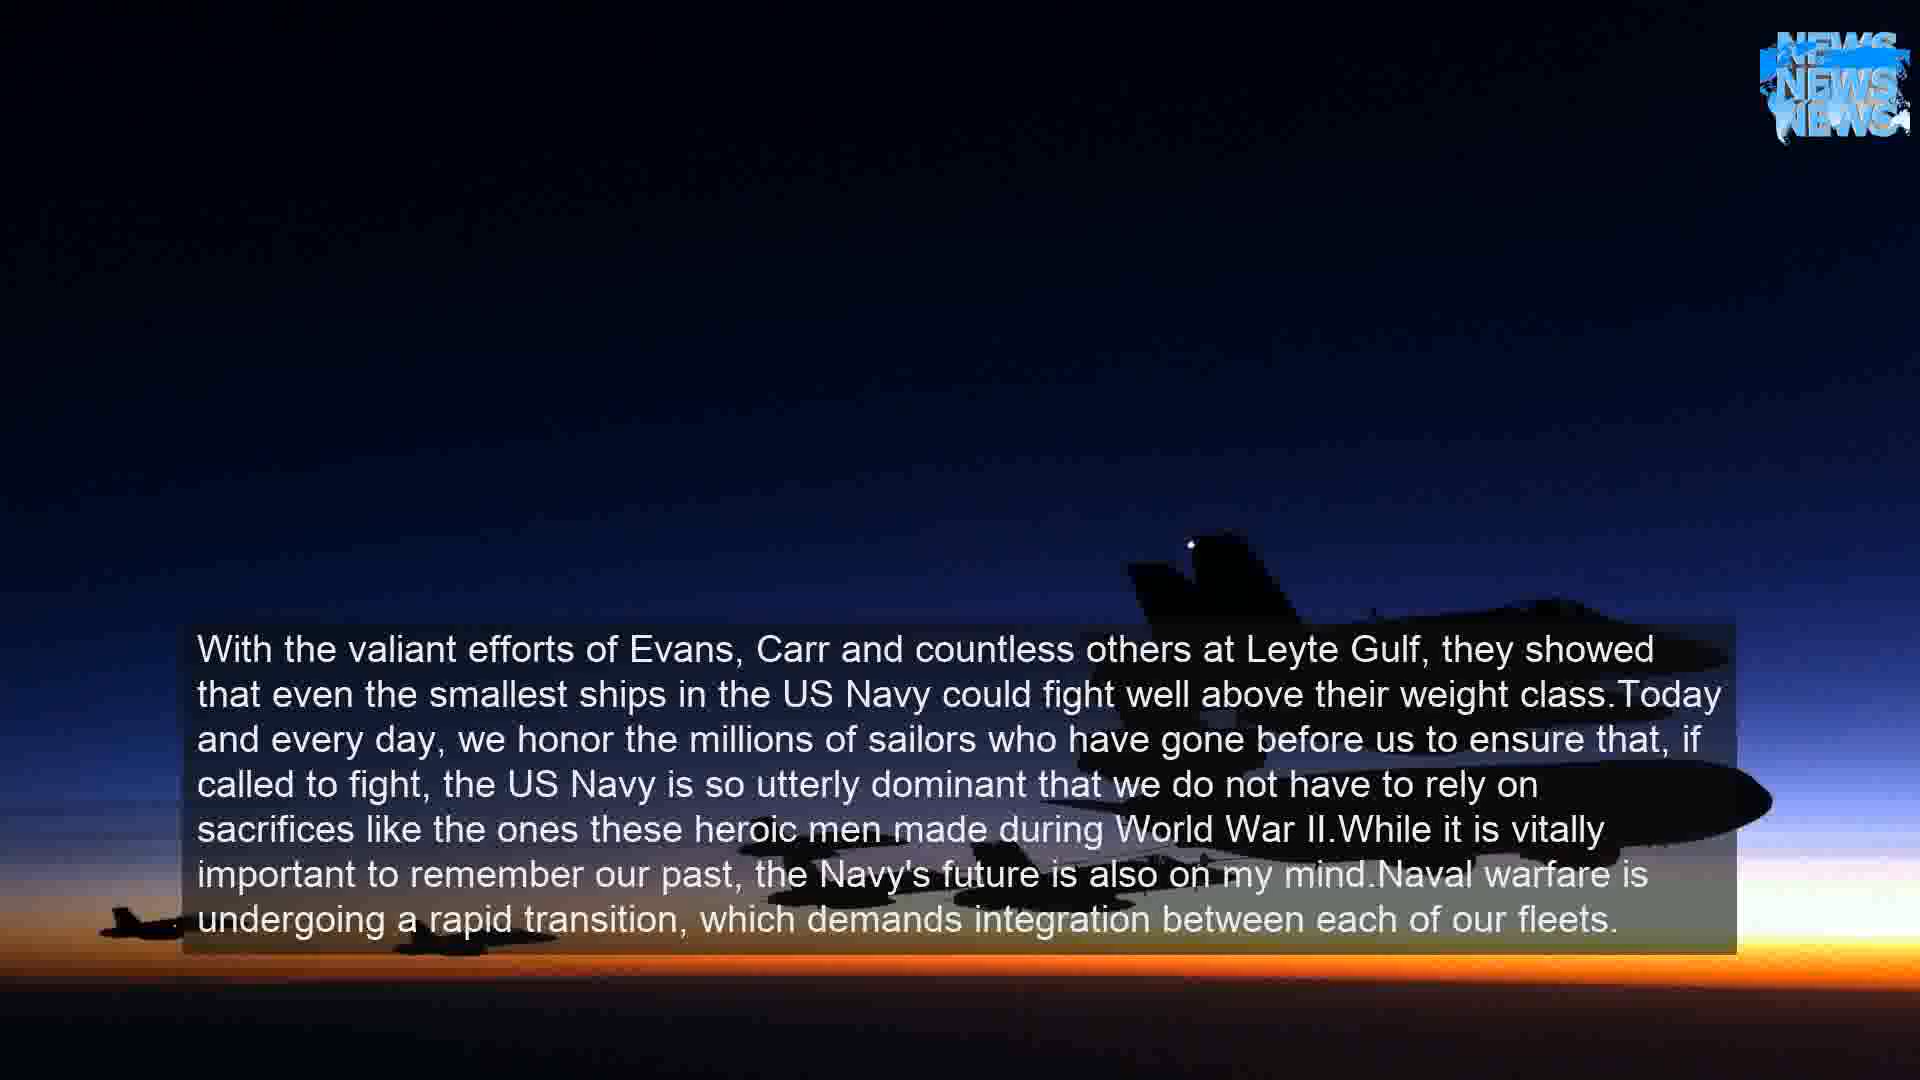 NEWS
NEWS
NEWS
With the valiant efforts of Evans, Carr and countless others at Leyte Gulf, they showed
that even the smallest ships in the US Navy could fight well above their weight class.Today
and every day, we honor the millions of sailors who have gone before us to ensure that, if
called to fight, the US Navy is so utterly dominant that we do not have to rely on
sacrifices like the ones these heroic men made during World War II.While it is vitally
important to remember our past, the Navy's future is also on my mind.Naval warfare is
undergoing a rapid transition, which demands integration between each of our fleets.